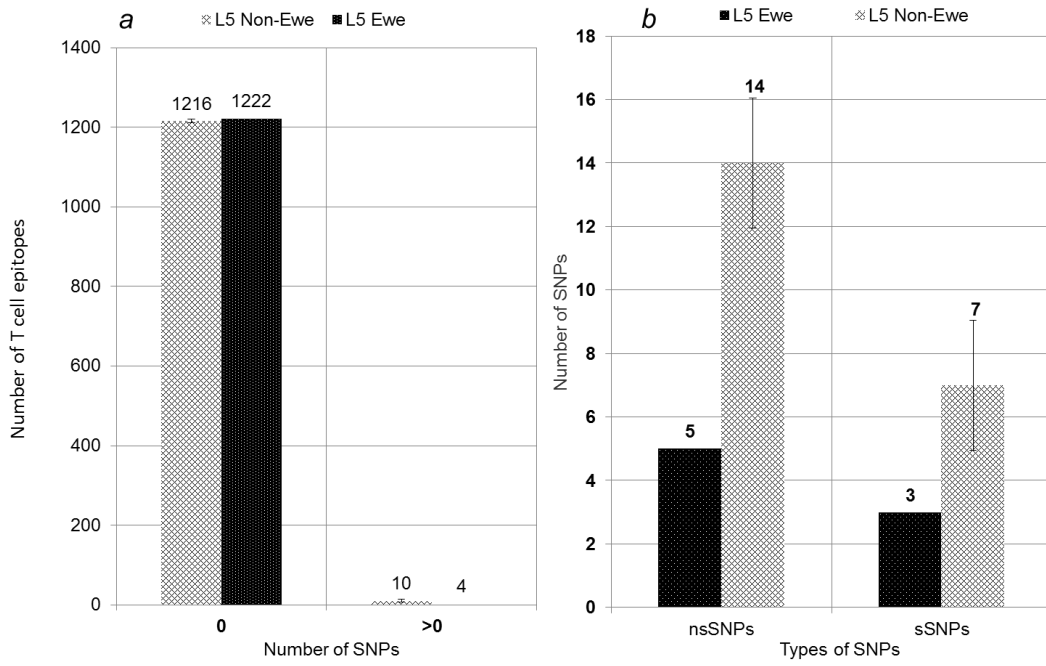 a
L5 Non-Ewe L5 Ewe
1400
1200
1000
800
600
400
200
0
Number of T cell epitopes
1216 1222
10 4
0 >0
Number of SNPs
b
L5 Ewe L5 Non-Ewe
18
16
14
12
10
8
6
4
2
0
Number of SNPs
5 14
3 7
nsSNPs sSNPs
Types of SNPs